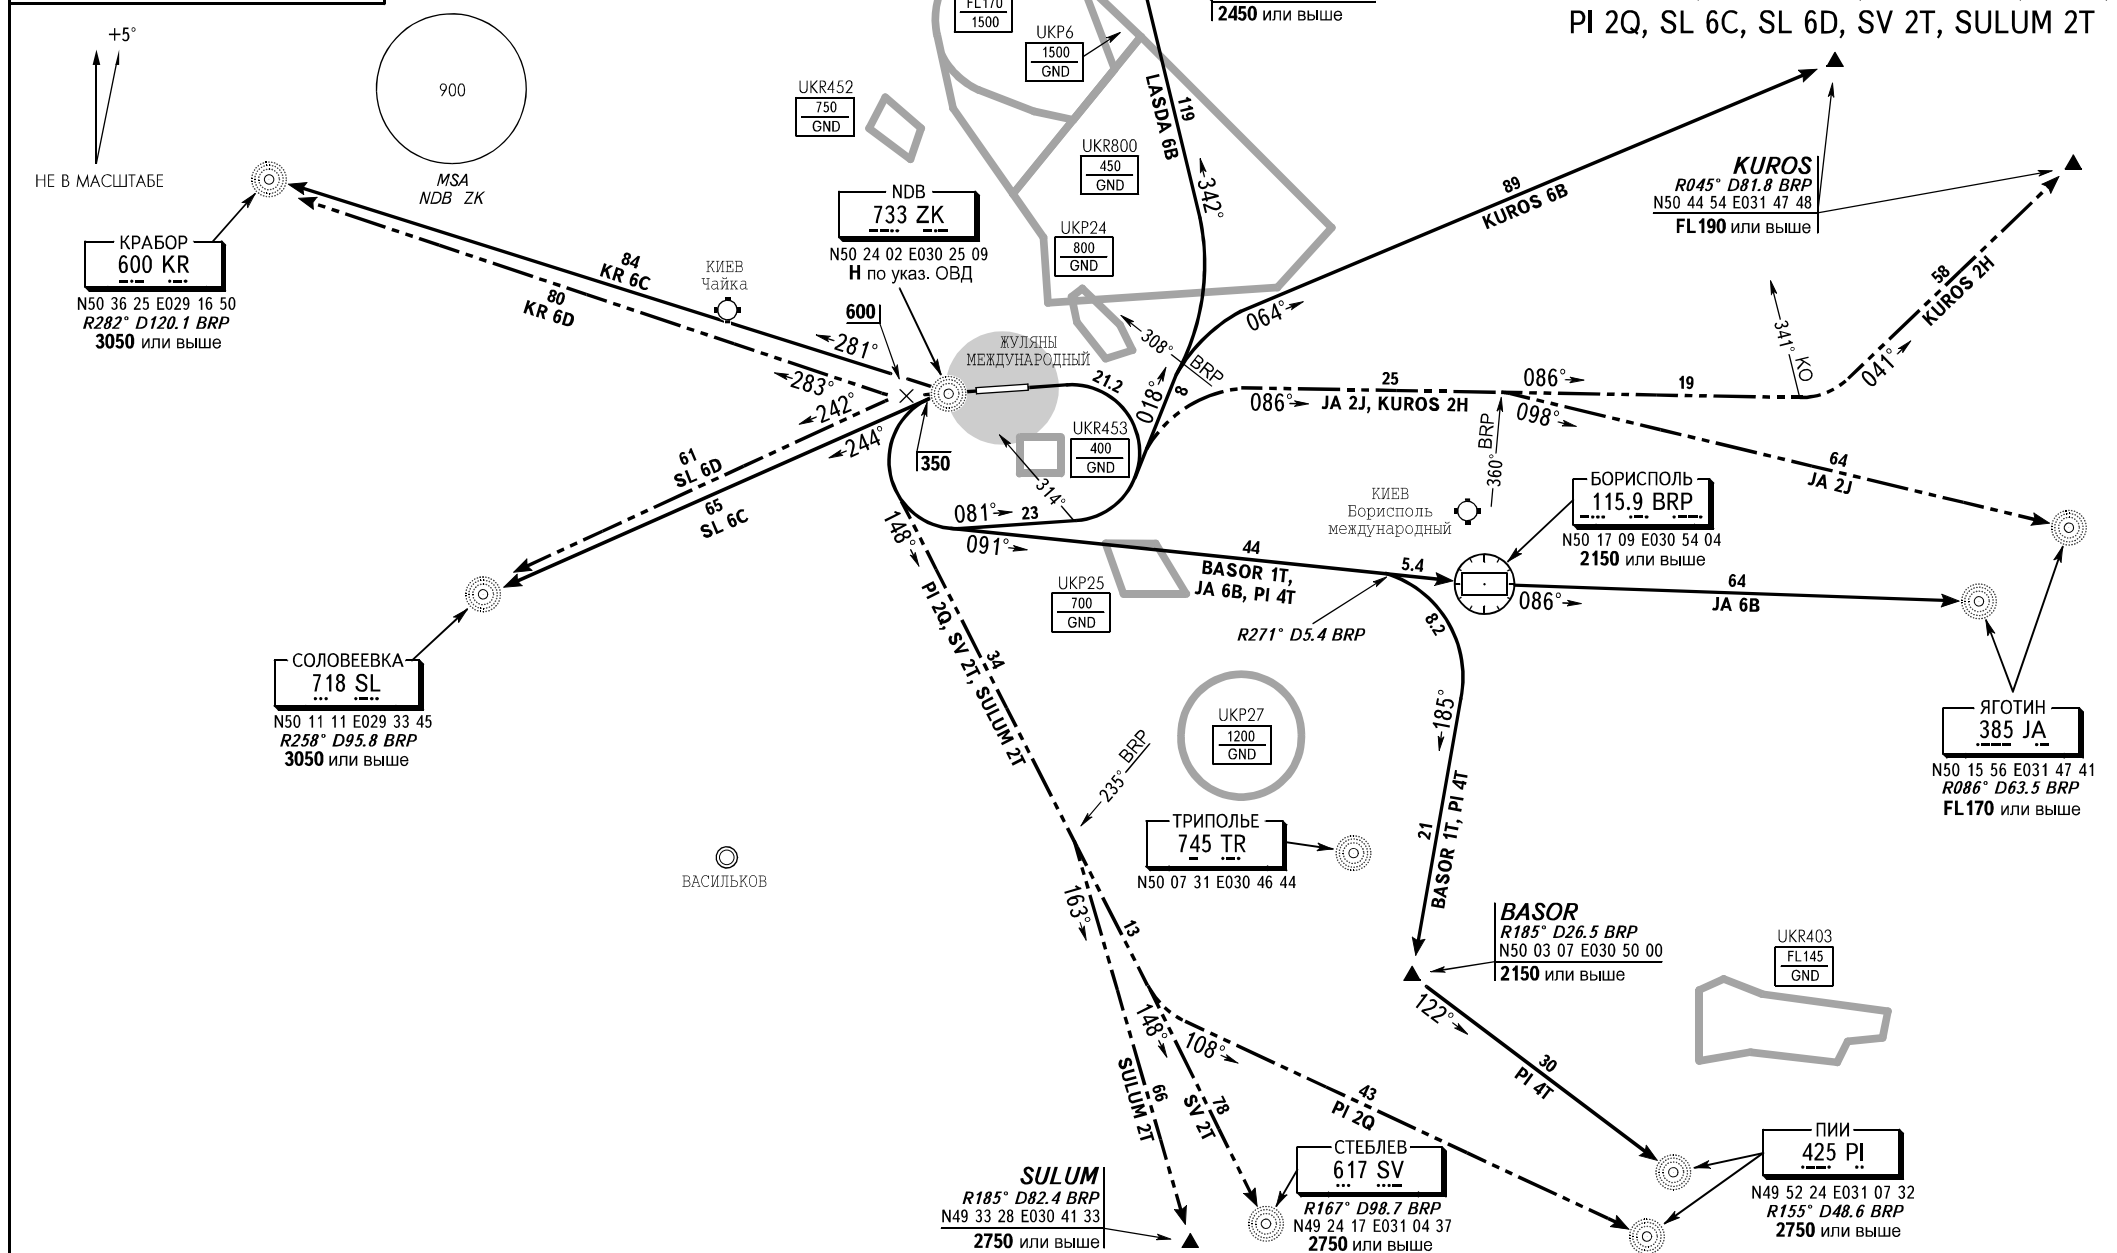 FL170
1500
2450 или выше
PI 2Q, SL 6C, SL 6D, SV 2T, SULUM 2T
+5°
НЕ В МАСШТАБЕ
900
MSA
NDB ZK
UKP6
1500
GND
UKR452
750
GND
UKR800
450
GND
UKP24
800
GND
LASDA 6B
119
342°
NDB
733 ZK
N50 24 02 E030 25 09
H по указ. ОВД
КРАБОР
600 KR
N50 36 25 E029 16 50
R282° D120.1 BRP
3050 или выше
84
KR 6C
80
KR 6D
КИЕВ
Чайка
600
281°
283°
242°
244°
350
ЖУЛЯНЫ
МЕЖДУНАРОДНЫЙ
21.2
018°
8
308° BRP
064°
89
KUROS 6B
KUROS
R045° D81.8 BRP
N50 44 54 E031 47 48
FL190 или выше
58
KUROS 2H
041°
341° KO
086°
25
JA 2J, KUROS 2H
086°
19
098°
360° BRP
64
JA 2J
UKR453
400
GND
314°
081°
23
091°
148°
61
SL 6D
65
SL 6C
СОЛОВЕЕВКА
718 SL
N50 11 11 E029 33 45
R258° D95.8 BRP
3050 или выше
КИЕВ
Борисполь
международный
БОРИСПОЛЬ
115.9 BRP
N50 17 09 E030 54 04
2150 или выше
44
BASOR 1T,
JA 6B, PI 4T
5.4
R271° D5.4 BRP
8.2
086°
64
JA 6B
UKP25
700
GND
UKP27
1200
GND
185°
21
BASOR 1T, PI 4T
ЯГОТИН
385 JA
N50 15 56 E031 47 41
R086° D63.5 BRP
FL170 или выше
34
PI 2Q, SV 2T, SULUM 2T
235° BRP
ТРИПОЛЬЕ
745 TR
N50 07 31 E030 46 44
ВАСИЛЬКОВ
163°
13
BASOR
R185° D26.5 BRP
N50 03 07 E030 50 00
2150 или выше
UKR403
FL145
GND
122°
30
PI 4T
148°
108°
43
PI 2Q
66
SULUM 2T
78
SV 2T
SULUM
R185° D82.4 BRP
N49 33 28 E030 41 33
2750 или выше
СТЕБЛЕВ
617 SV
R167° D98.7 BRP
N49 24 17 E031 04 37
2750 или выше
ПИИ
425 PI
N49 52 24 E031 07 32
R155° D48.6 BRP
2750 или выше